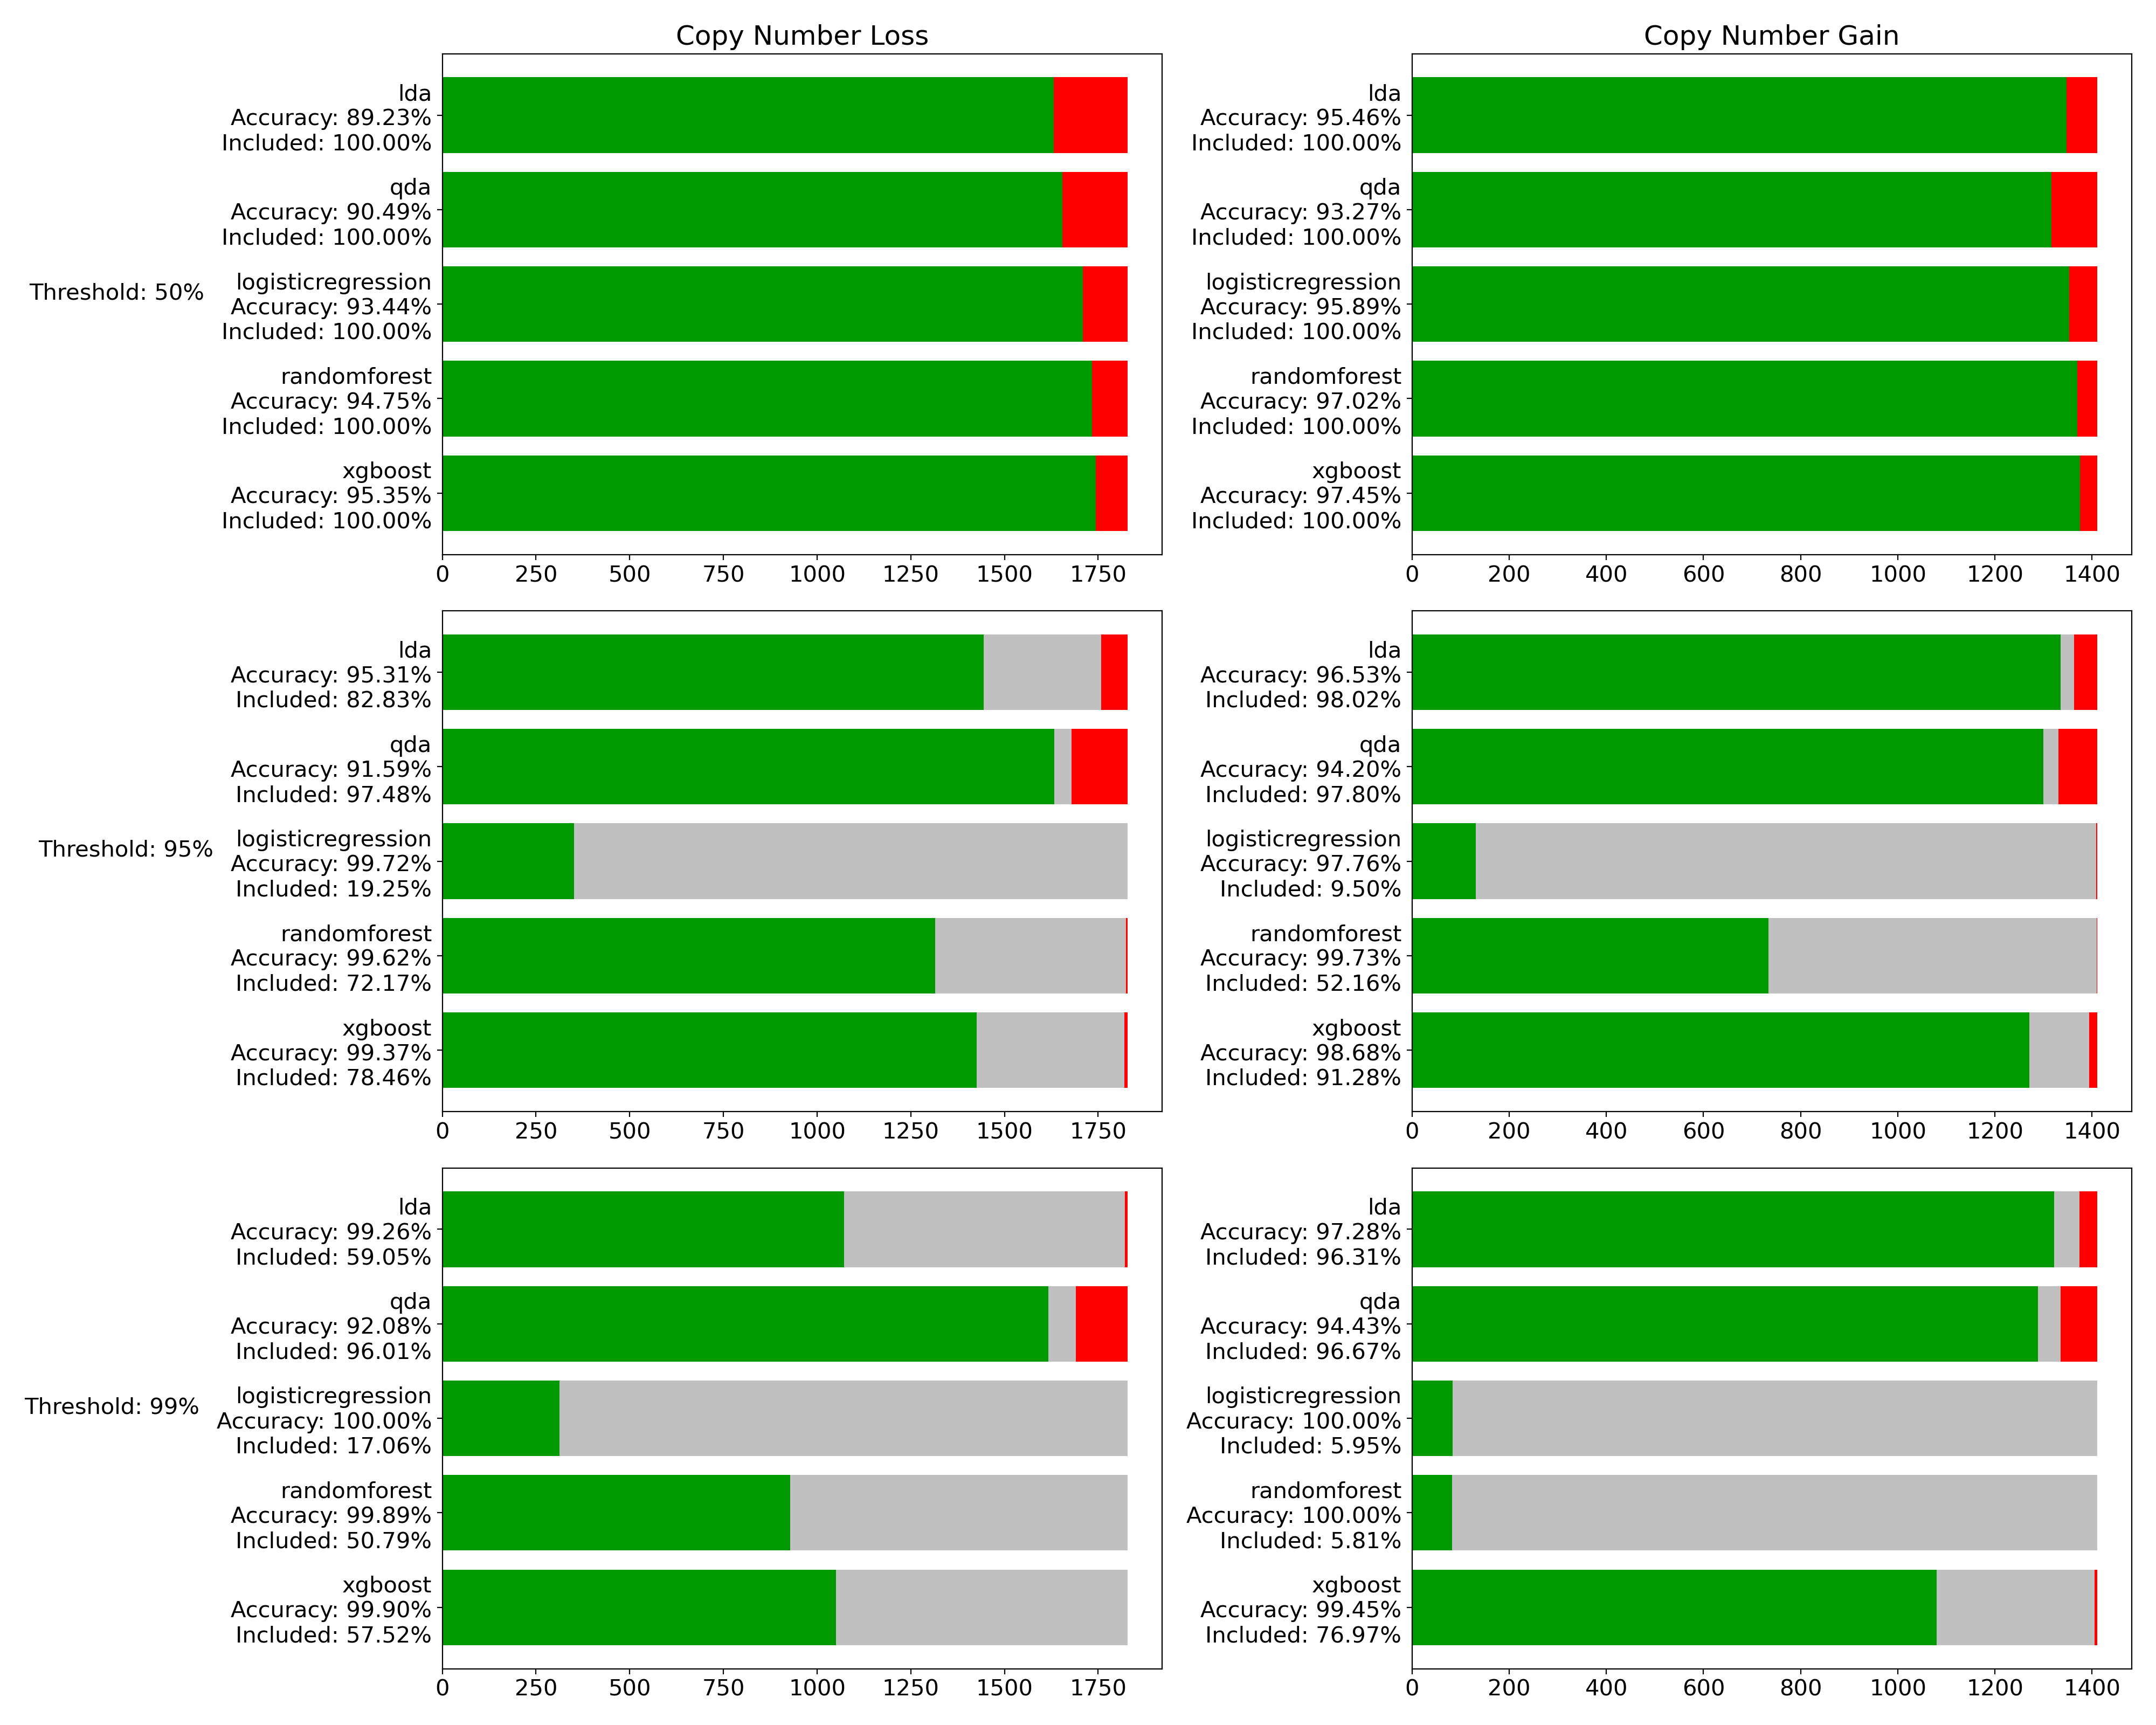 Copy Number Loss
Copy Number Gain
Threshold: 50%
lda
Accuracy: 89.23%
Included: 100.00%
qda
Accuracy: 90.49%
Included: 100.00%
logisticregression
Accuracy: 93.44%
Included: 100.00%
randomforest
Accuracy: 94.75%
Included: 100.00%
xgboost
Accuracy: 95.35%
Included: 100.00%
0 250 500 750 1000 1250 1500 1750
lda
Accuracy: 95.46%
Included: 100.00%
qda
Accuracy: 93.27%
Included: 100.00%
logisticregression
Accuracy: 95.89%
Included: 100.00%
randomforest
Accuracy: 97.02%
Included: 100.00%
xgboost
Accuracy: 97.45%
Included: 100.00%
0 200 400 600 800 1000 1200 1400
Threshold: 95%
lda
Accuracy: 95.31%
Included: 82.83%
qda
Accuracy: 91.59%
Included: 97.48%
logisticregression
Accuracy: 99.72%
Included: 19.25%
randomforest
Accuracy: 99.62%
Included: 72.17%
xgboost
Accuracy: 99.37%
Included: 78.46%
0 250 500 750 1000 1250 1500 1750
lda
Accuracy: 96.53%
Included: 98.02%
qda
Accuracy: 94.20%
Included: 97.80%
logisticregression
Accuracy: 97.76%
Included: 9.50%
randomforest
Accuracy: 99.73%
Included: 52.16%
xgboost
Accuracy: 98.68%
Included: 91.28%
0 200 400 600 800 1000 1200 1400
Threshold: 99%
lda
Accuracy: 99.26%
Included: 59.05%
qda
Accuracy: 92.08%
Included: 96.01%
logisticregression
Accuracy: 100.00%
Included: 17.06%
randomforest
Accuracy: 99.89%
Included: 50.79%
xgboost
Accuracy: 99.90%
Included: 57.52%
0 250 500 750 1000 1250 1500 1750
lda
Accuracy: 97.28%
Included: 96.31%
qda
Accuracy: 94.43%
Included: 96.67%
logisticregression
Accuracy: 100.00%
Included: 5.95%
randomforest
Accuracy: 100.00%
Included: 5.81%
xgboost
Accuracy: 99.45%
Included: 76.97%
0 200 400 600 800 1000 1200 1400